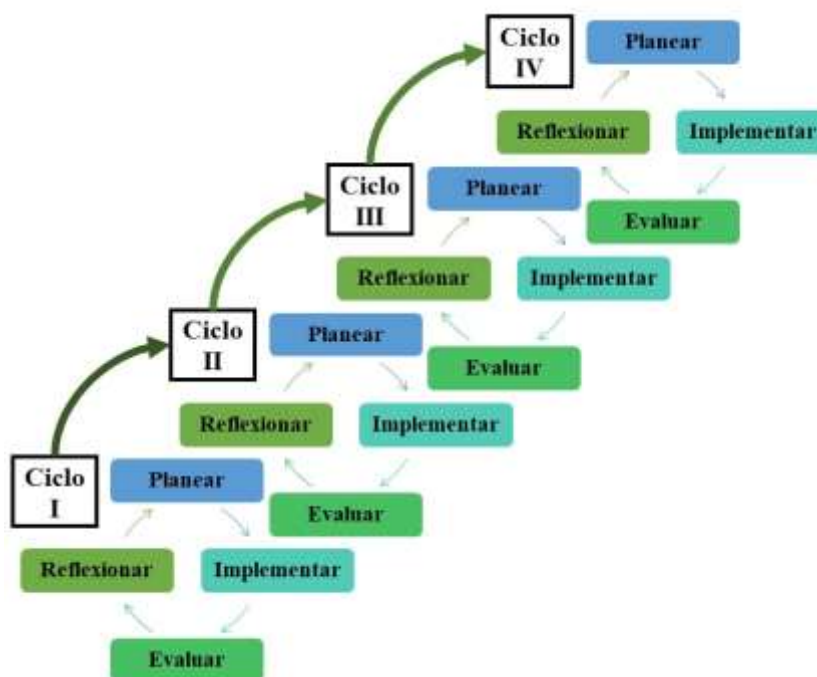 Ciclo
IV
Planear
Reflexionar
Implementar
Evaluar
Ciclo
III
Planear
Reflexionar
Implementar
Evaluar
Ciclo
II
Planear
Reflexionar
Implementar
Evaluar
Ciclo
I
Planear
Reflexionar
Implementar
Evaluar